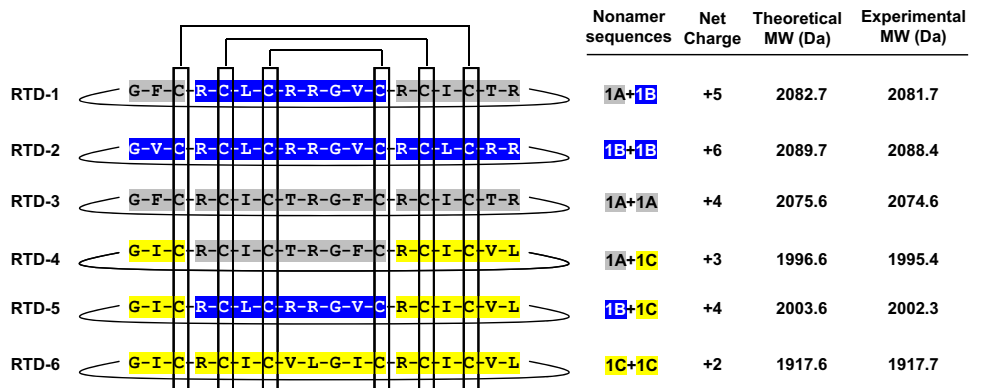 Nonamer sequences Net Charge Theoretical MW (Da) Experimental MW (Da)
RTD-1 G-F-C-R-C-L-C-R-R-G-V-C-R-C-I-C-T-R 1A+1B +5 2082.7 2081.7
RTD-2 G-V-C-R-C-L-C-R-R-G-V-C-R-C-L-C-R-R 1B+1B +6 2089.7 2088.4
RTD-3 G-F-C-R-C-I-C-T-R-G-F-C-R-C-I-C-T-R 1A+1A +4 2075.6 2074.6
RTD-4 G-I-C-R-C-I-C-T-R-G-F-C-R-C-I-C-V-L 1A+1C +3 1996.6 1995.4
RTD-5 G-I-C-R-C-L-C-R-R-G-V-C-R-C-I-C-V-L 1B+1C +4 2003.6 2002.3
RTD-6 G-I-C-R-C-I-C-V-L-G-I-C-R-C-I-C-V-L 1C+1C +2 1917.6 1917.7